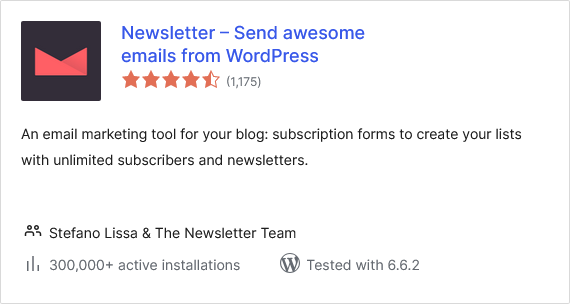 Newsletter – Send awesome
emails from WordPress
(1,175)
An email marketing tool for your blog: subscription forms to create your lists
with unlimited subscribers and newsletters.
Stefano Lissa & The Newsletter Team
300,000+ active installations
Tested with 6.6.2